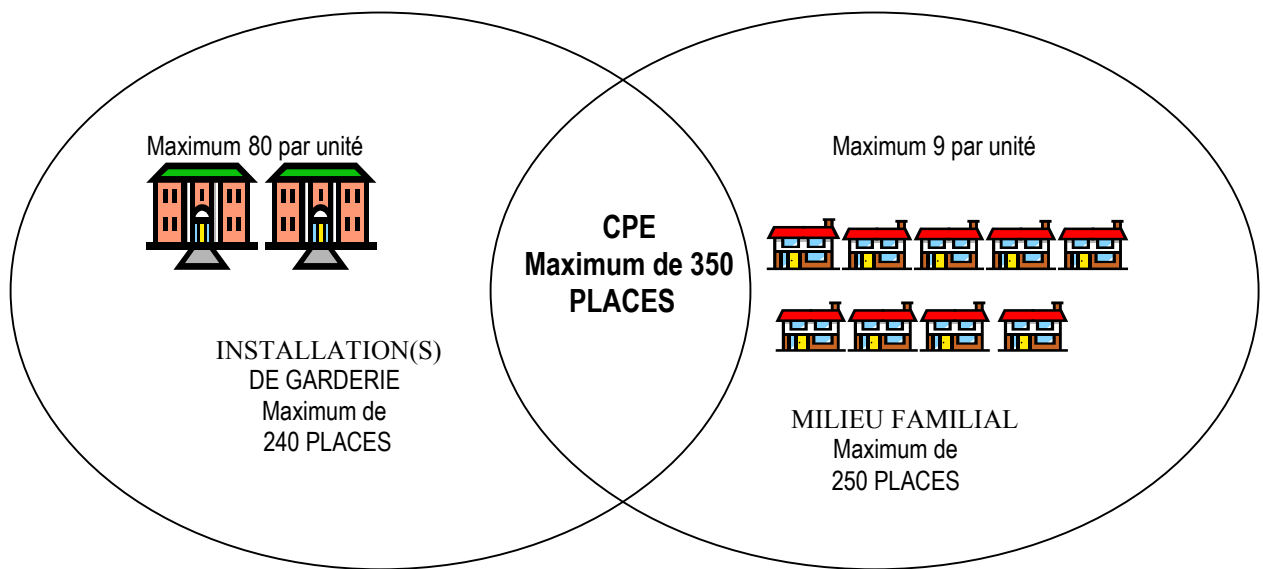 Maximum 80 par unité
INSTALLATION(S)
DE GARDERIE
Maximum de
240 PLACES
CPE
Maximum de 350
PLACES
Maximum 9 par unité
MILIEU FAMILIAL
Maximum de
250 PLACES